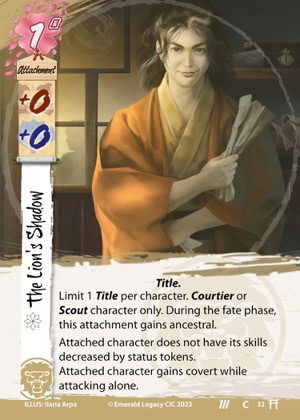 1
Attachment
+0
+0
The Lion's Shadow
Title.
Limit 1 Title per character. Courtier or
Scout character only. During the fate phase,
this attachment gains ancestral.
Attached character does not have its skills
decreased by status tokens.
Attached character gains covert while
attacking alone.
ILLUS: Ilaria Arpa © Emerald Legacy CIC 2023 C 32